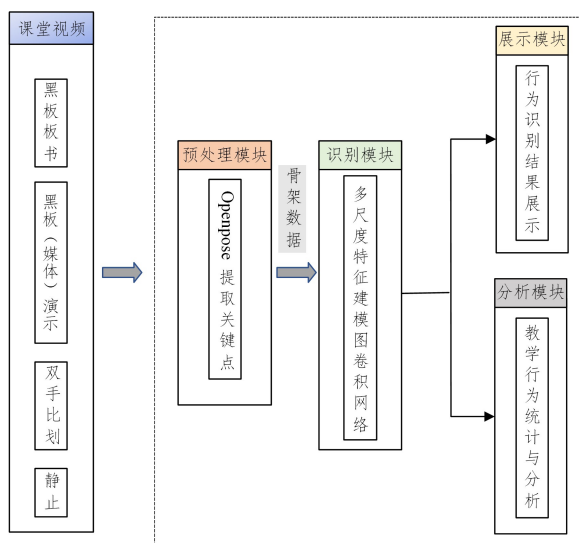 课堂视频
黑板板书
黑板（媒体）演示
双手比划
静止
预处理模块
Openpose 提取关键点
骨架数据
识别模块
多尺度特征建模图卷积网络
展示模块
行为识别结果展示
分析模块
教学行为统计与分析